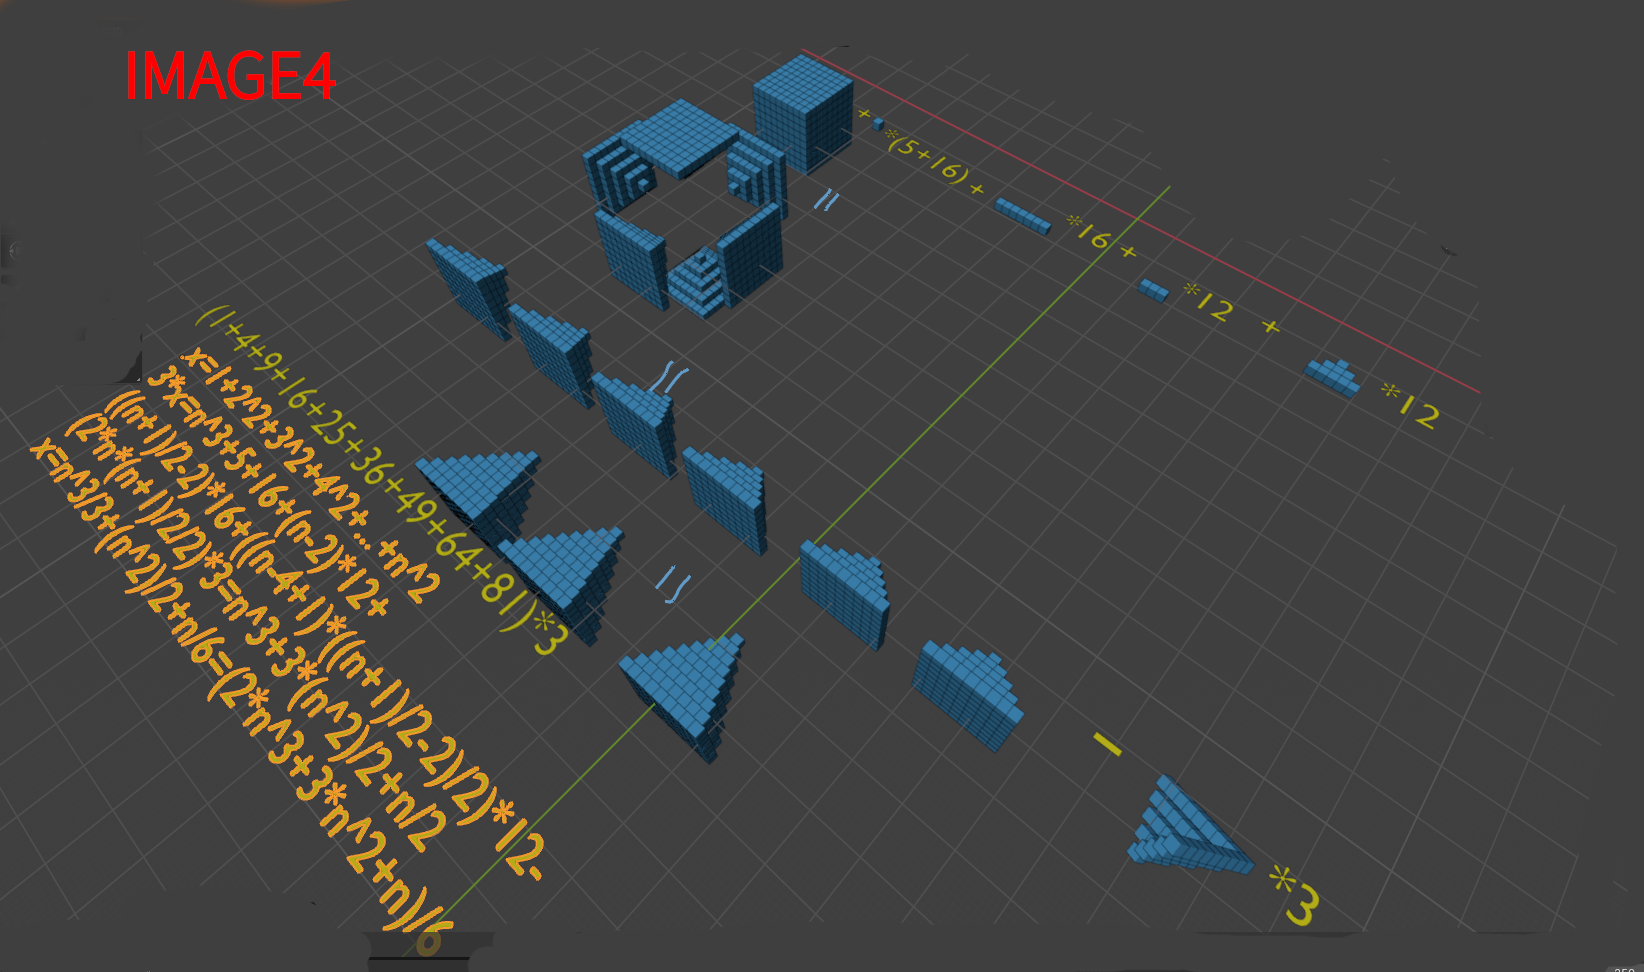 IMAGE4
+ *(5+16) + *16 + *12 + *12
(1+4+9+16+25+36+49+64+81)*3
x=1+2^2+3^2+4^2+... +n^2
3*x=n^3+5+16+(n-2)*12+
((n+1)/2-2)*16+((n-4+1)*((n+1)/2-2)/2)*12-
(2*n*(n+1)/2/2)*3=n^3+3*(n^2)/2+n/2
x=n^3/3+(n^2)/2+n/6=(2*n^3+3*n^2+n)/6
- *3